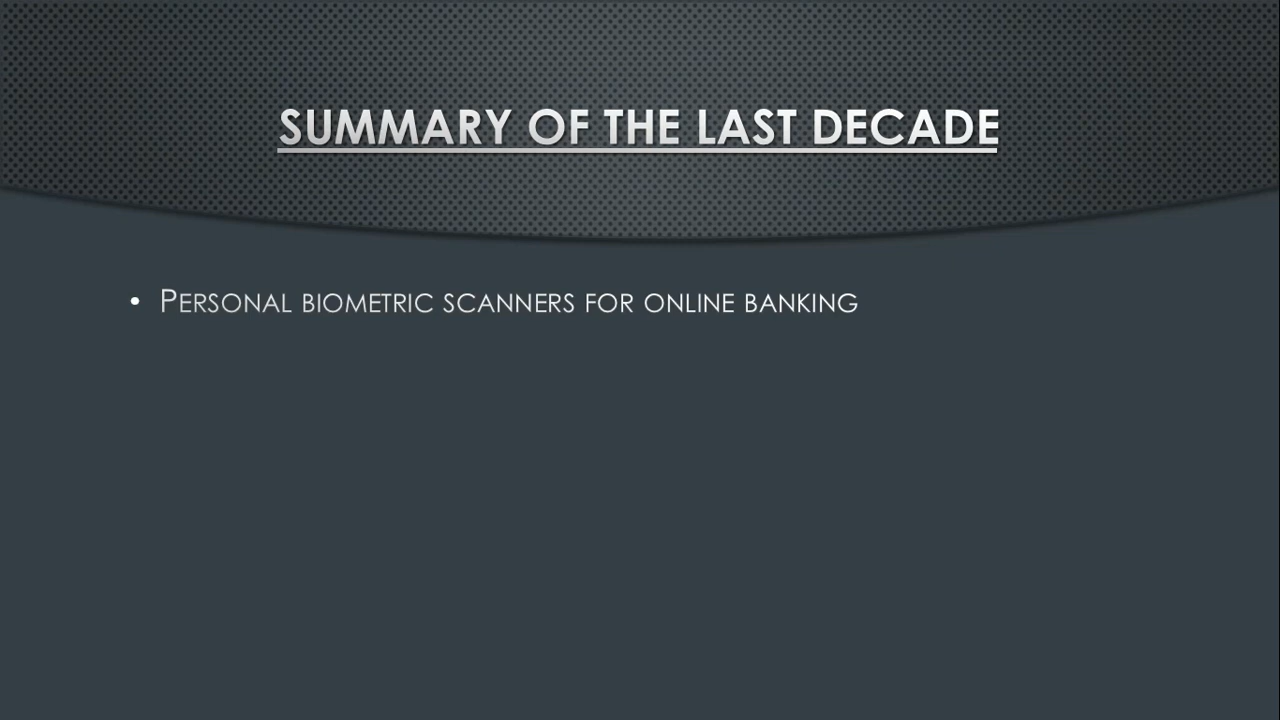 SUMMARY OF THE LAST DECADE
• PERSONAL BIOMETRIC SCANNERS FOR ONLINE BANKING